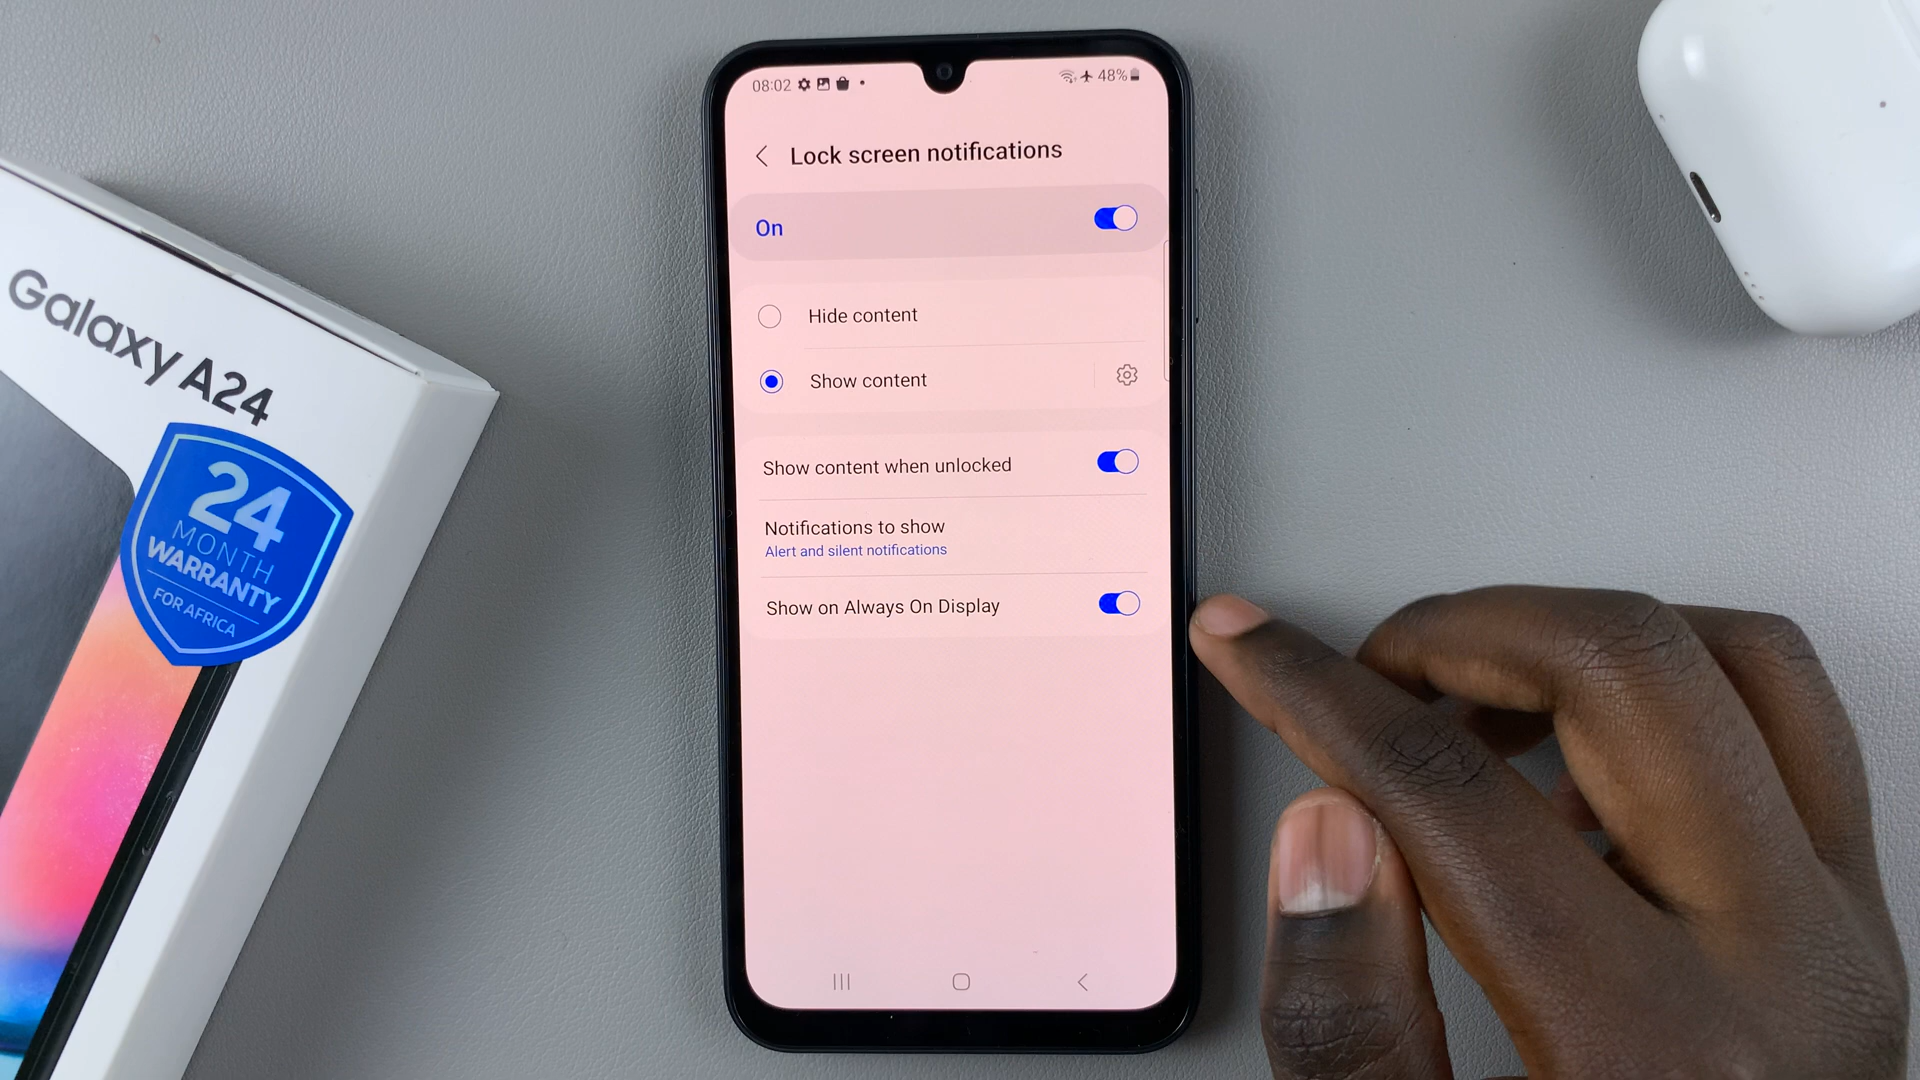 08:02
48%
Lock screen notifications
On
Hide content
Show content
Show content when unlocked
Notifications to show
Alert and silent notifications
Show on Always On Display
Galaxy A24
24
MONTH
WARRANTY
FOR AFRICA